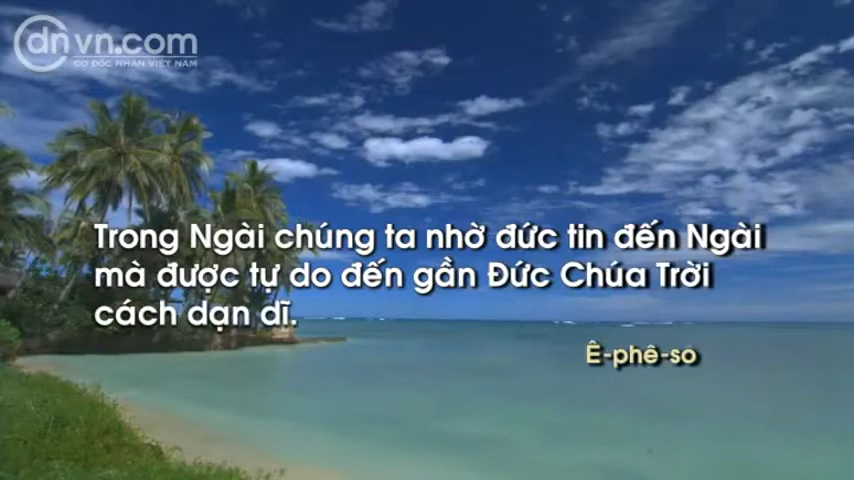 cdnvn.com
CƠ ĐỐC NHÂN VIỆT NAM
Trong Ngài chúng ta nhờ đức tin đến Ngài
mà được tự do đến gần Đức Chúa Trời
cách dạn dĩ.
Ê-phê-sô